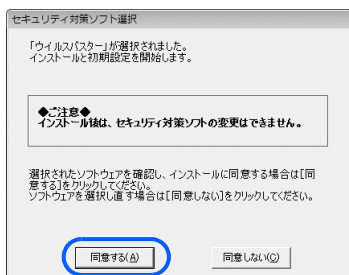 セキュリティ対策ソフト選択
「ウイルスバスター」が選択されました。
インストールと初期設定を開始します。
◆ご注意◆
インストール後は、セキュリティ対策ソフトの変更はできません。
選択されたソフトウェアを確認し、インストールに同意する場合は[同
意する]をクリックしてください。
ソフトウェアを選択し直す場合は[同意しない]をクリックしてください。
同意する(A)
同意しない(C)